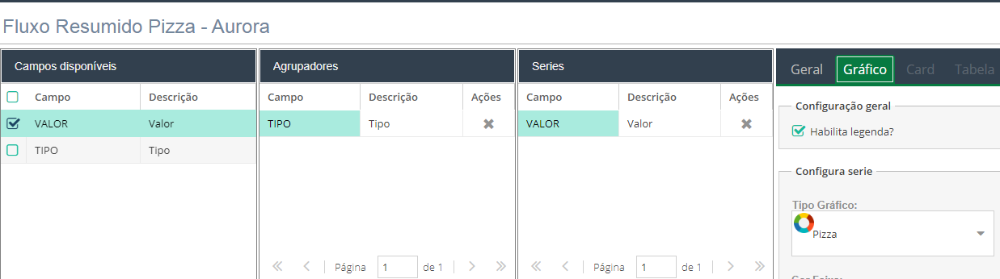 Fluxo Resumido Pizza - Aurora
Campos disponíveis
Campo Descrição
VALOR Valor
TIPO Tipo
Agrupadores
Campo Descrição Ações
TIPO Tipo
Página 1 de 1
Series
Campo Descrição Ações
VALOR Valor
Página 1 de 1
Geral Gráfico Card Tabela
Configuração geral
Habilita legenda?
Configura serie
Tipo Gráfico:
Pizza